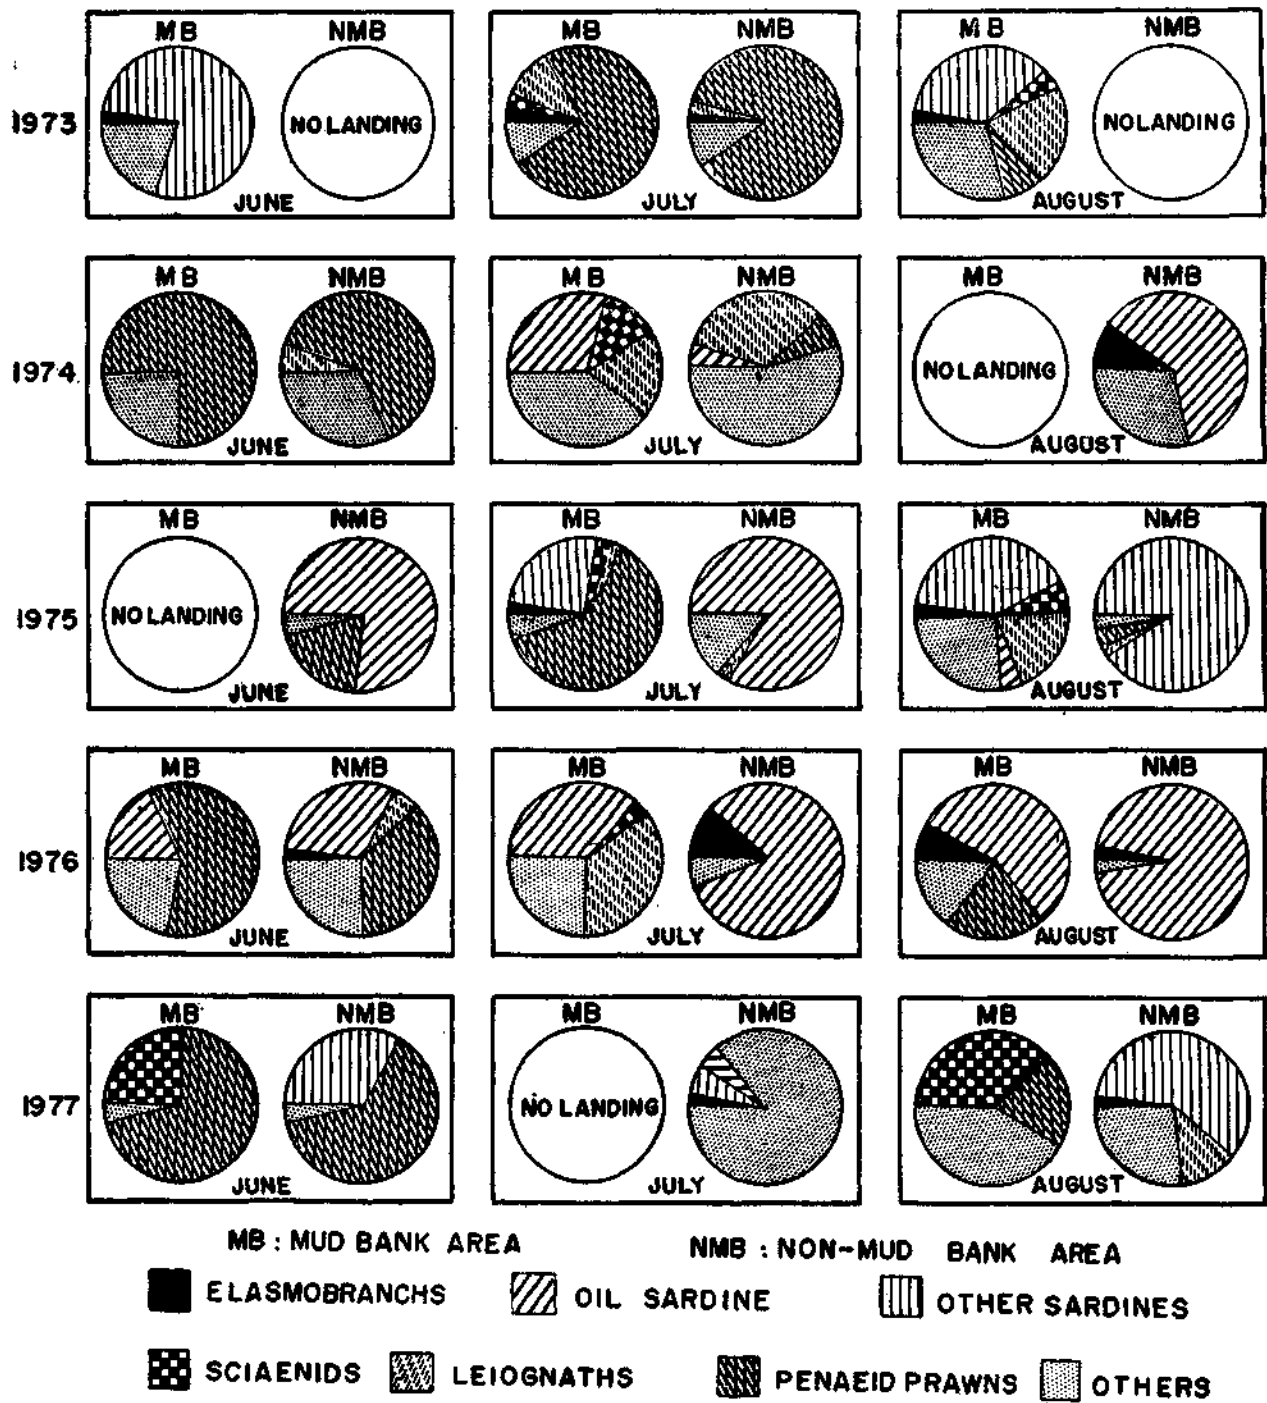 MB NMB MB NMB MB NMB
1973 NO LANDING NO LANDING
JUNE JULY AUGUST
MB NMB MB NMB MB NMB
1974 NO LANDING
JUNE JULY AUGUST
MB NMB MB NMB MB NMB
1975 NO LANDING
JUNE JULY AUGUST
MB NMB MB NMB MB NMB
1976
JUNE JULY AUGUST
MB NMB MB NMB MB NMB
1977 NO LANDING
JUNE JULY AUGUST
MB : MUD BANK AREA NMB : NON-MUD BANK AREA
ELASMOBRANCHS OIL SARDINE OTHER SARDINES
SCIAENIDS LEIOGNATHS PENAEID PRAWNS OTHERS